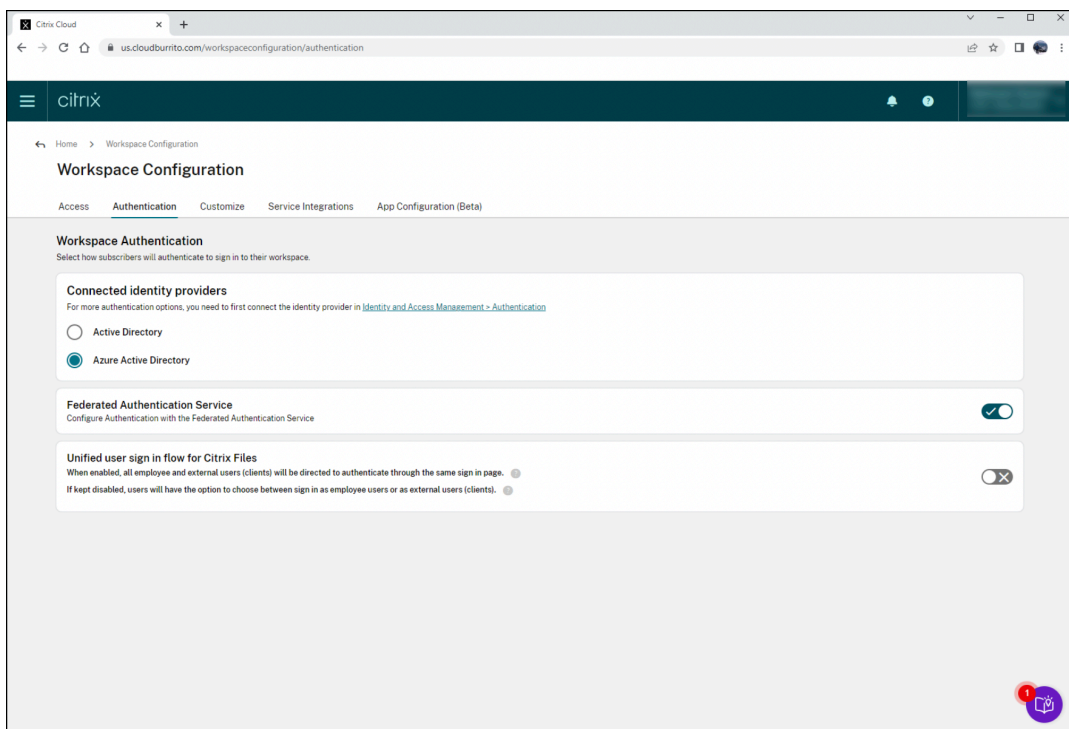 Citrix Cloud
us.cloudburrito.com/workspaceconfiguration/authentication
citrix
Home > Workspace Configuration
Workspace Configuration
Access Authentication Customize Service Integrations App Configuration (Beta)
Workspace Authentication
Select how subscribers will authenticate to sign in to their workspace.
Connected identity providers
For more authentication options, you need to first connect the identity provider in Identity and Access Management > Authentication
Active Directory
Azure Active Directory
Federated Authentication Service
Configure Authentication with the Federated Authentication Service
Unified user sign in flow for Citrix Files
When enabled, all employee and external users (clients) will be directed to authenticate through the same sign in page. ?
If kept disabled, users will have the option to choose between sign in as employee users or as external users (clients). ?
1